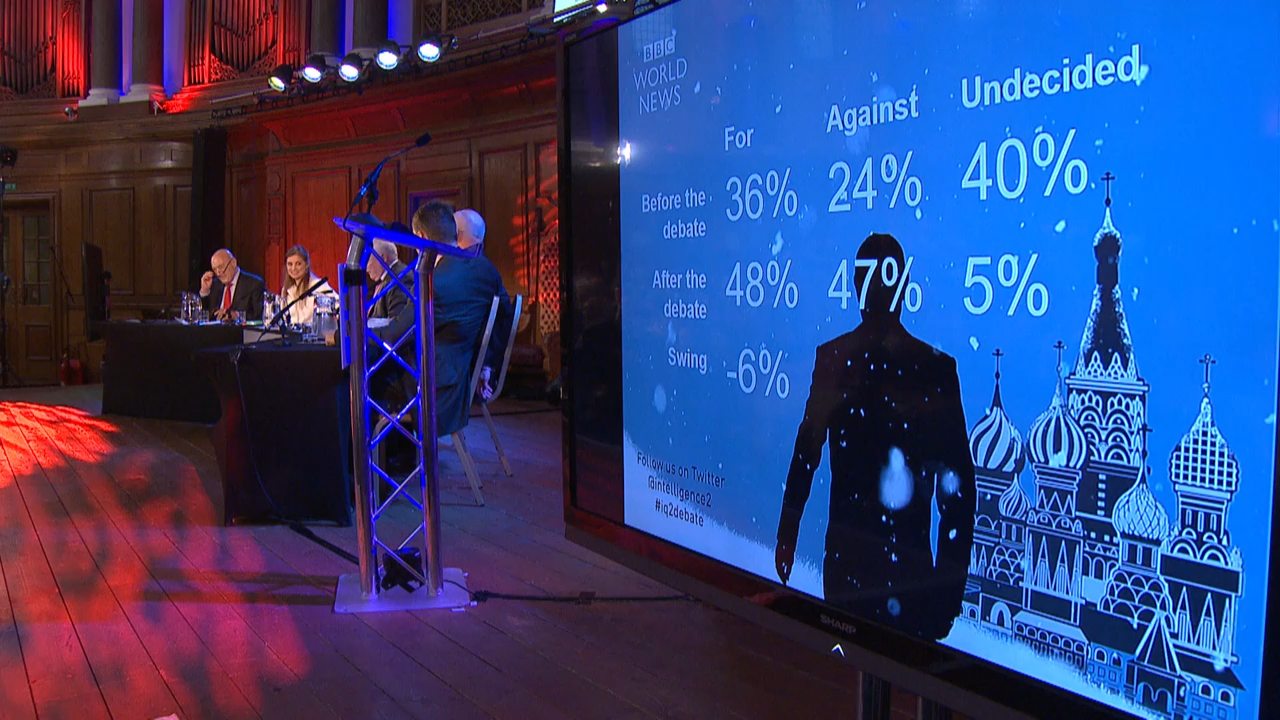 BBC
WORLD
NEWS
For Against Undecided
Before the
debate
36% 24% 40%
After the
debate
48% 47% 5%
Swing -6%
Follow us on Twitter
@intelligence2
#iq2debate
SHARP